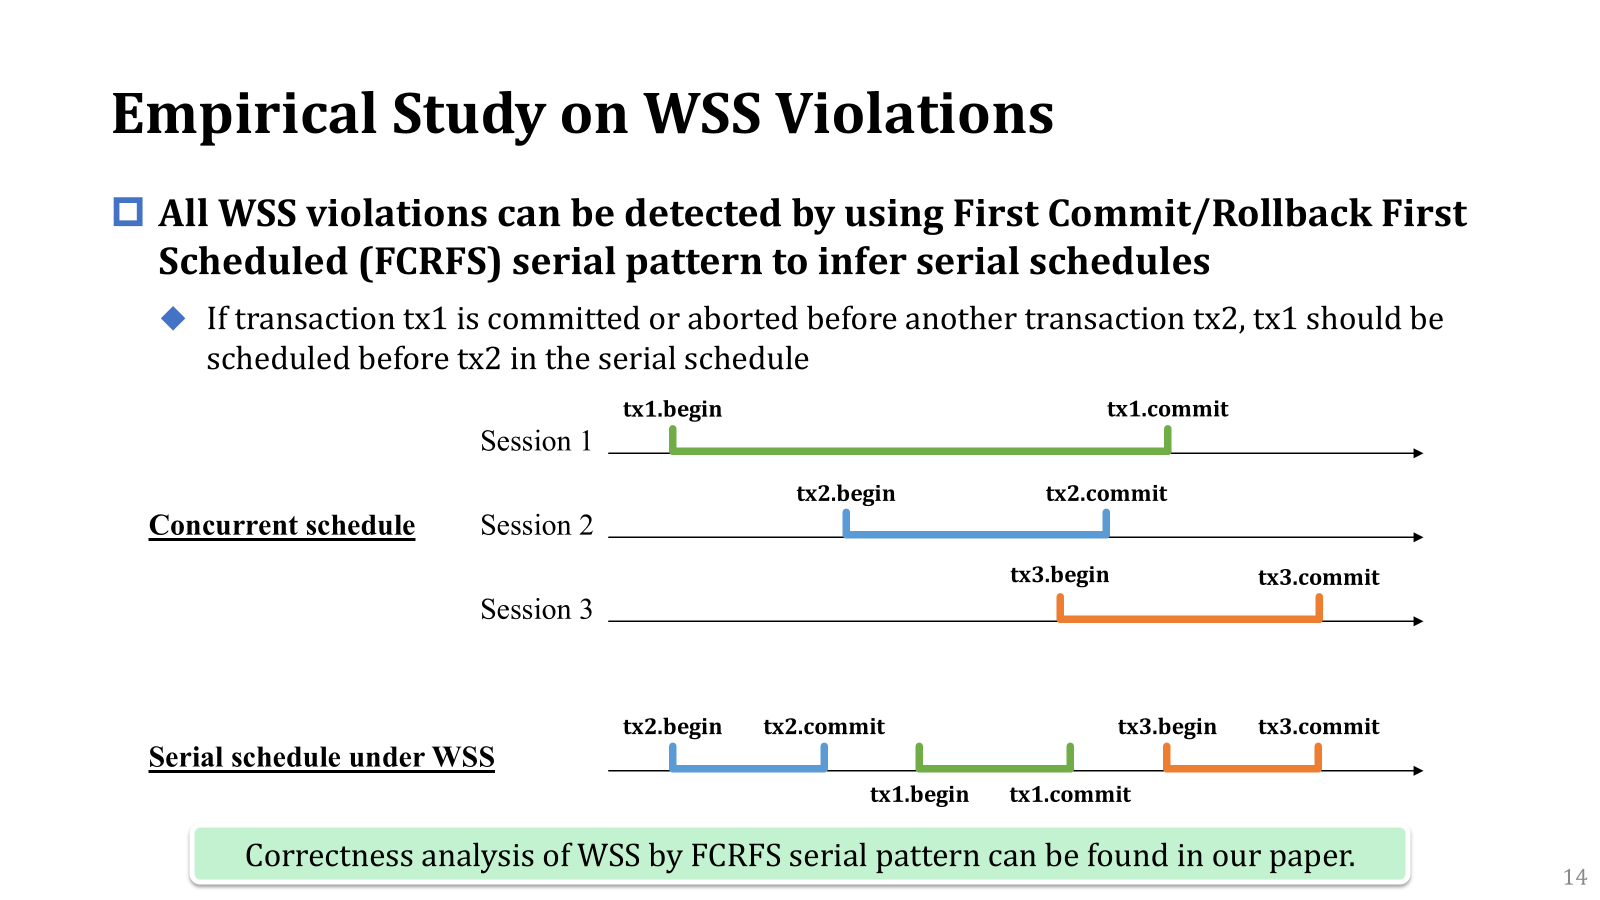 Empirical Study on WSS Violations
All WSS violations can be detected by using First Commit/Rollback First
Scheduled (FCRFS) serial pattern to infer serial schedules
If transaction tx1 is committed or aborted before another transaction tx2, tx1 should be
scheduled before tx2 in the serial schedule
tx1.begin tx1.commit
Session 1
tx2.begin tx2.commit
Concurrent schedule Session 2
tx3.begin tx3.commit
Session 3
tx2.begin tx2.commit tx3.begin tx3.commit
Serial schedule under WSS
tx1.begin tx1.commit
Correctness analysis of WSS by FCRFS serial pattern can be found in our paper.
14